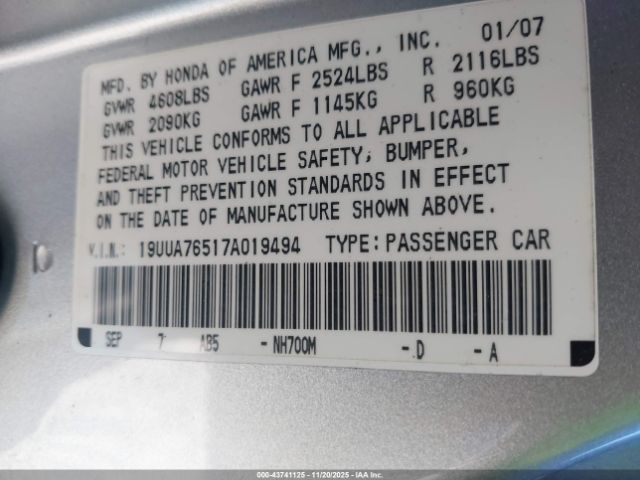 MFD. BY HONDA OF AMERICA MFG., INC. 01/07
GVWR 4608LBS GAWR F 2524LBS R 2116LBS
GVWR 2090KG GAWR F 1145KG R 960KG
THIS VEHICLE CONFORMS TO ALL APPLICABLE
FEDERAL MOTOR VEHICLE SAFETY, BUMPER,
AND THEFT PREVENTION STANDARDS IN EFFECT
ON THE DATE OF MANUFACTURE SHOWN ABOVE.
V.I.N.: 19UUA76517A019494 TYPE: PASSENGER CAR
SEP 7 AB5 - NH700M - D - A
000-43741125 - 11/20/2025 - IAA Inc.